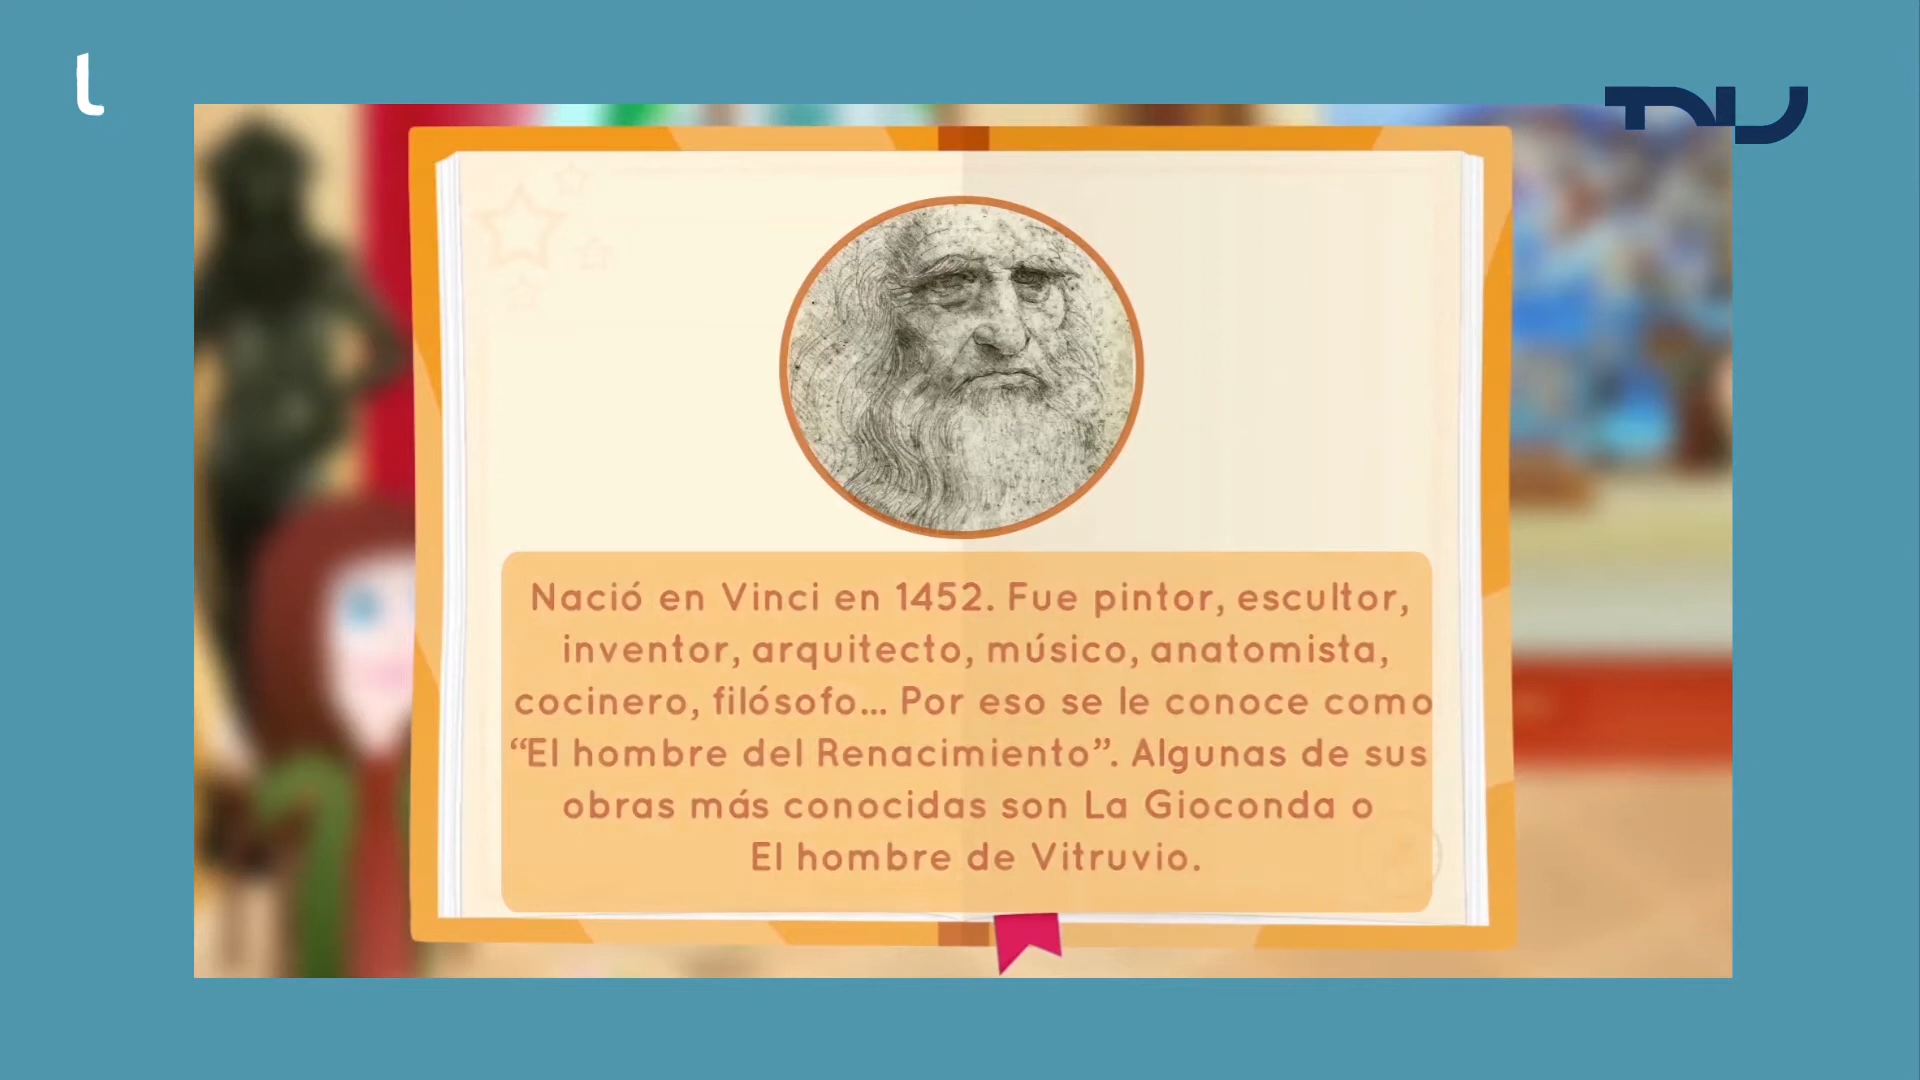 Nació en Vinci en 1452. Fue pintor, escultor,
inventor, arquitecto, músico, anatomista,
cocinero, filósofo... Por eso se le conoce como
“El hombre del Renacimiento”. Algunas de sus
obras más conocidas son La Gioconda o
El hombre de Vitruvio.